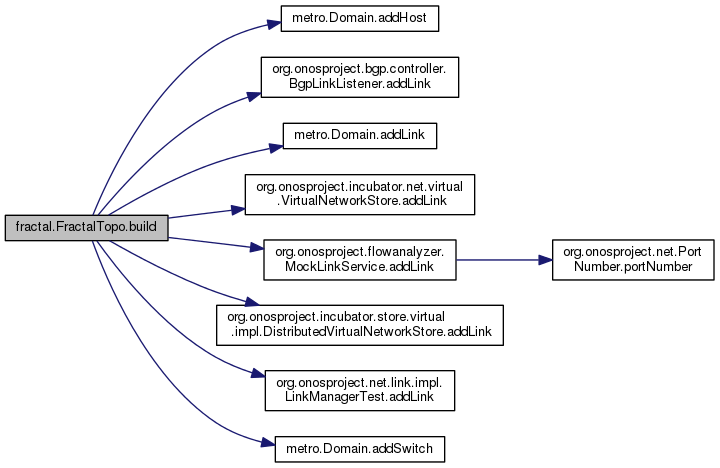 metro.Domain.addHost
org.onosproject.bgp.controller.
BgpLinkListener.addLink
metro.Domain.addLink
org.onosproject.incubator.net.virtual
.VirtualNetworkStore.addLink
fractal.FractalTopo.build
org.onosproject.flowanalyzer.
MockLinkService.addLink
org.onosproject.net.Port
Number.portNumber
org.onosproject.incubator.store.virtual
.impl.DistributedVirtualNetworkStore.addLink
org.onosproject.net.link.impl.
LinkManagerTest.addLink
metro.Domain.addSwitch